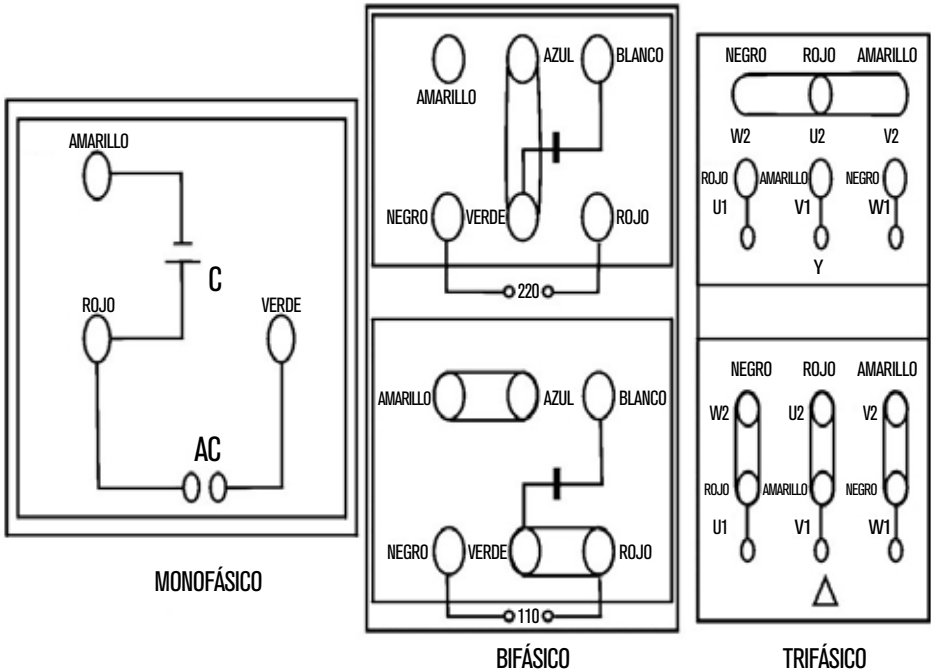 AMARILLO
C
ROJO VERDE
AC
MONOFÁSICO
AZUL BLANCO
AMARILLO
NEGRO VERDE ROJO
220
AMARILLO AZUL BLANCO
NEGRO VERDE ROJO
110
BIFÁSICO
NEGRO ROJO AMARILLO
W2 U2 V2
ROJO AMARILLO NEGRO
U1 V1 W1
Y
NEGRO ROJO AMARILLO
W2 U2 V2
ROJO AMARILLO NEGRO
U1 V1 W1
Δ
TRIFÁSICO